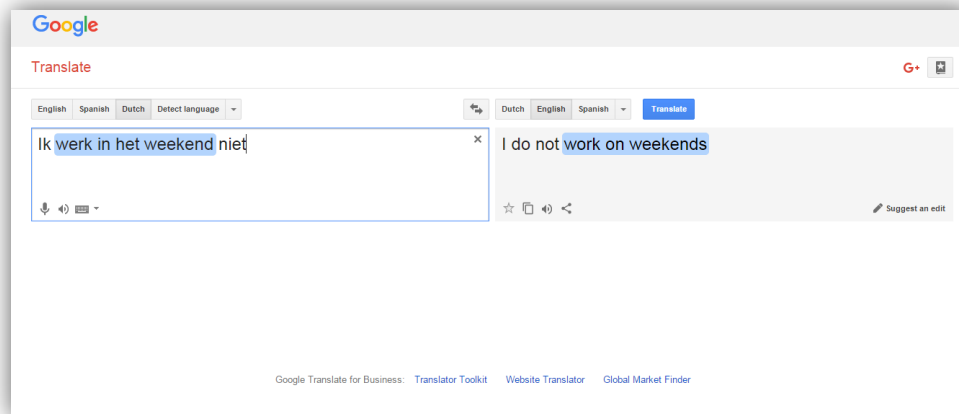 Google
Translate
G+
English Spanish Dutch Detect language
Dutch English Spanish Translate
Ik werk in het weekend niet
I do not work on weekends
Suggest an edit
Google Translate for Business: Translator Toolkit Website Translator Global Market Finder